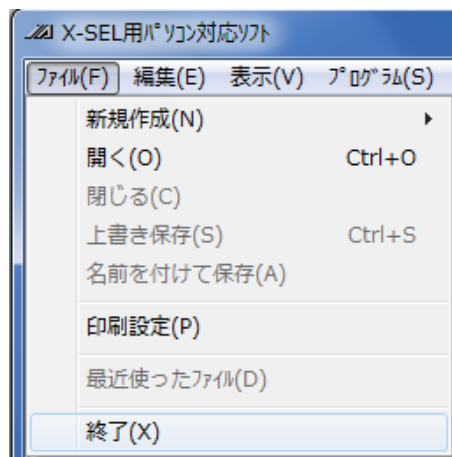 X-SEL用ﾊﾟｿｺﾝ対応ｿﾌﾄ
ﾌｧｲﾙ(F) 編集(E) 表示(V) ﾌﾟﾛｸﾞﾗﾑ(S)
新規作成(N)
開く(O) Ctrl+O
閉じる(C)
上書き保存(S) Ctrl+S
名前を付けて保存(A)
印刷設定(P)
最近使ったﾌｧｲﾙ(D)
終了(X)